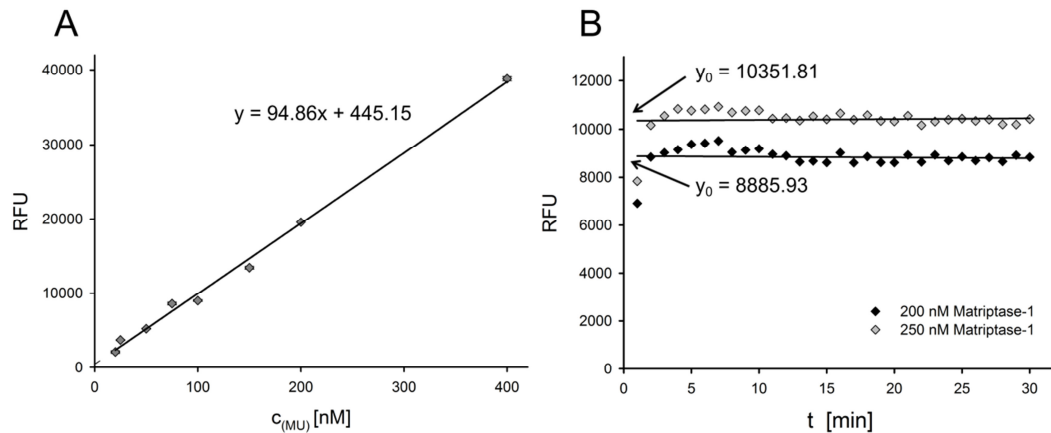 A
40000
30000
20000
10000
0
RFU
y = 94.86x + 445.15
0
100
200
300
400
c(MU) [nM]
B
12000
10000
8000
6000
4000
2000
0
RFU
y0 = 10351.81
y0 = 8885.93
200 nM Matriptase-1
250 nM Matriptase-1
0
5
10
15
20
25
30
t [min]